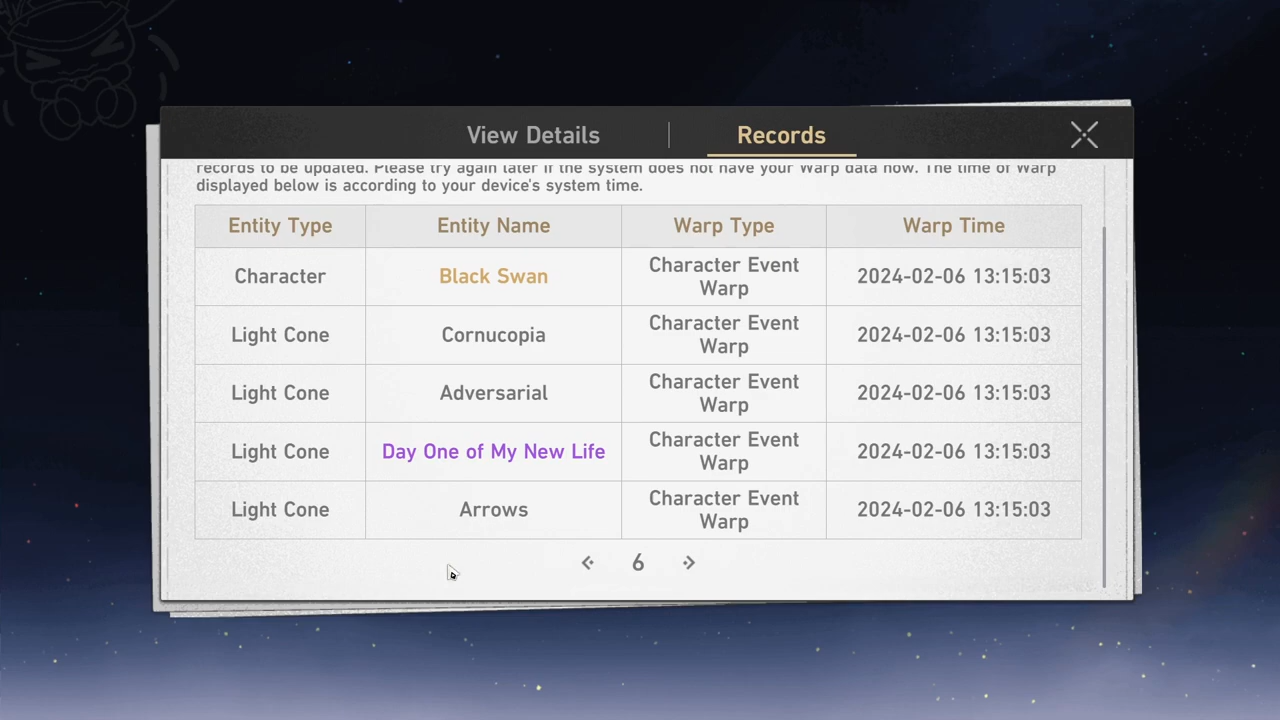 View Details
Records
records to be updated. Please try again later if the system does not have your Warp data now. The time of Warp
displayed below is according to your device's system time.
Entity Type Entity Name Warp Type Warp Time
Character Black Swan Character Event Warp 2024-02-06 13:15:03
Light Cone Cornucopia Character Event Warp 2024-02-06 13:15:03
Light Cone Adversarial Character Event Warp 2024-02-06 13:15:03
Light Cone Day One of My New Life Character Event Warp 2024-02-06 13:15:03
Light Cone Arrows Character Event Warp 2024-02-06 13:15:03
6